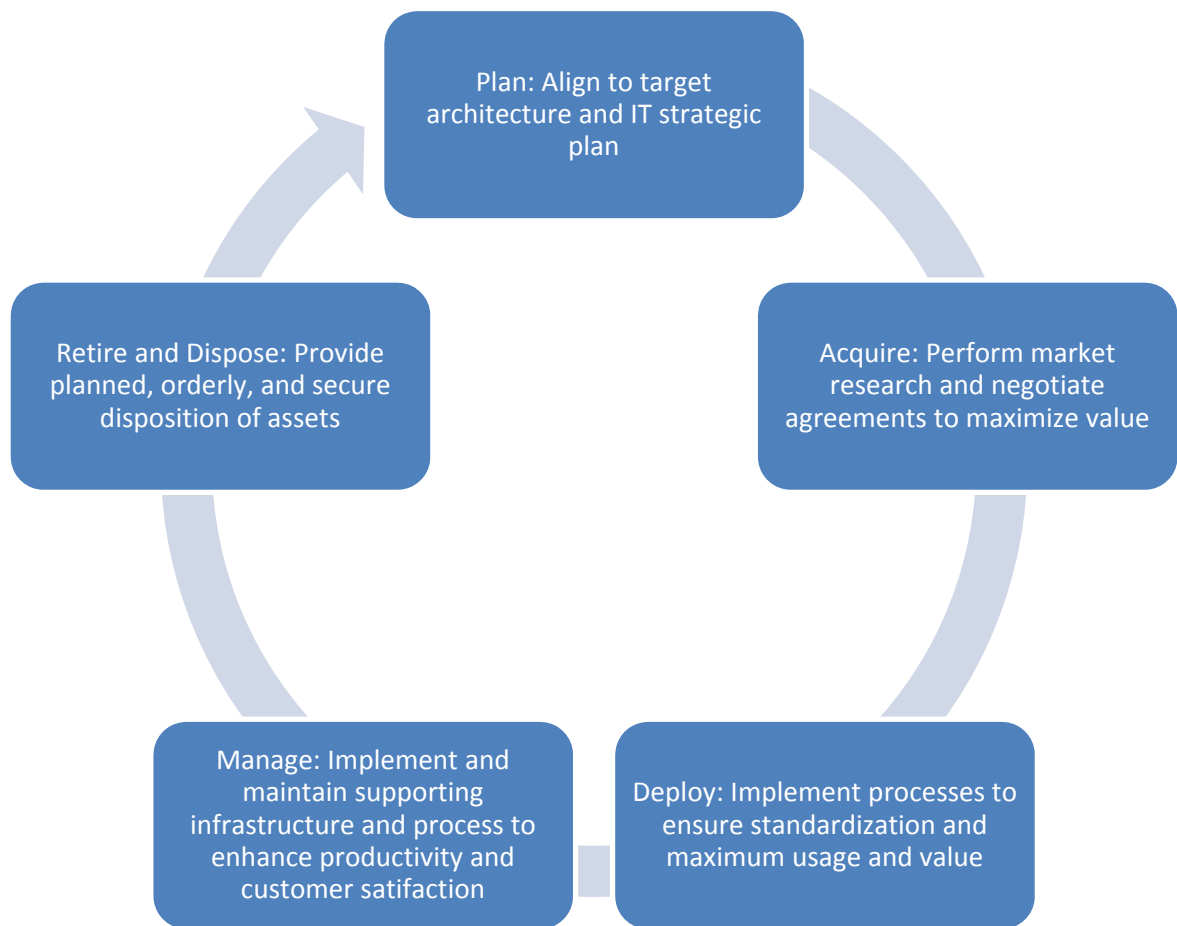 Plan: Align to target
architecture and IT strategic
plan
Acquire: Perform market
research and negotiate
agreements to maximize value
Deploy: Implement processes to
ensure standardization and
maximum usage and value
Manage: Implement and
maintain supporting
infrastructure and process to
enhance productivity and
customer satifaction
Retire and Dispose: Provide
planned, orderly, and secure
disposition of assets